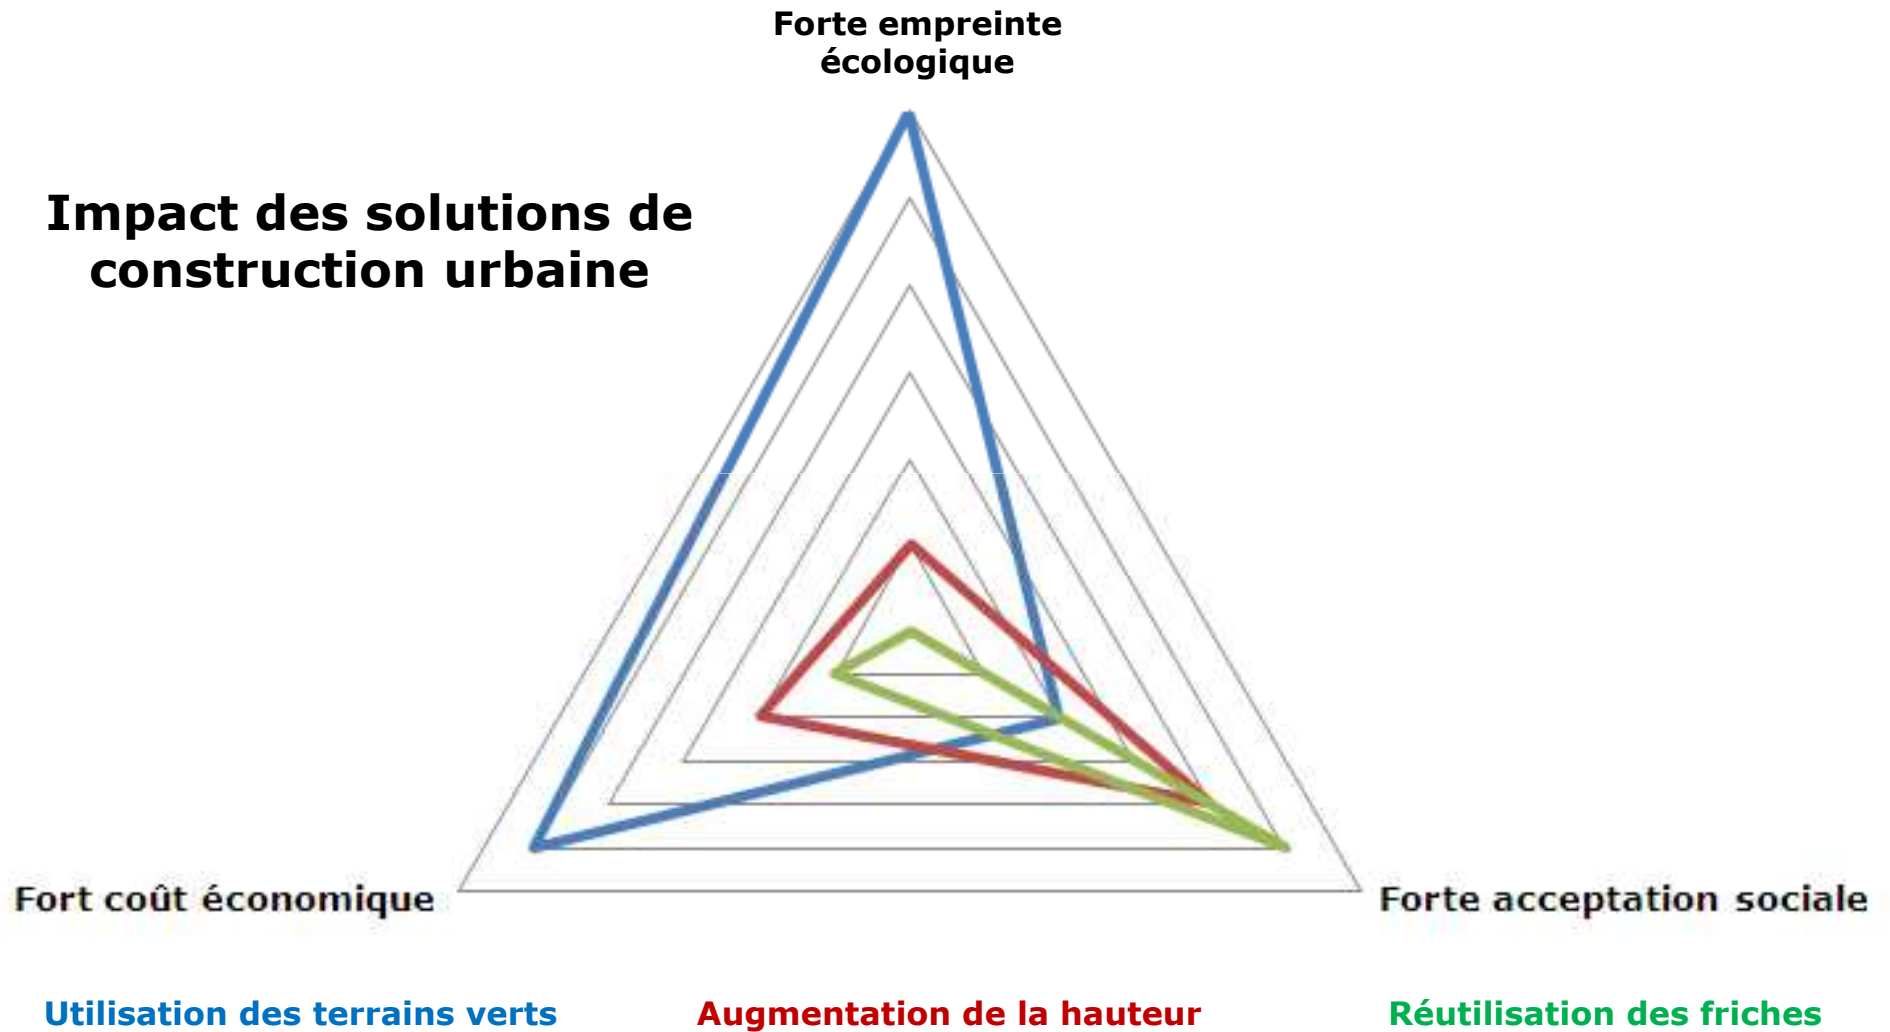 Forte empreinte
écologique
Impact des solutions de
construction urbaine
Fort coût économique
Forte acceptation sociale
Utilisation des terrains verts
Augmentation de la hauteur
Réutilisation des friches